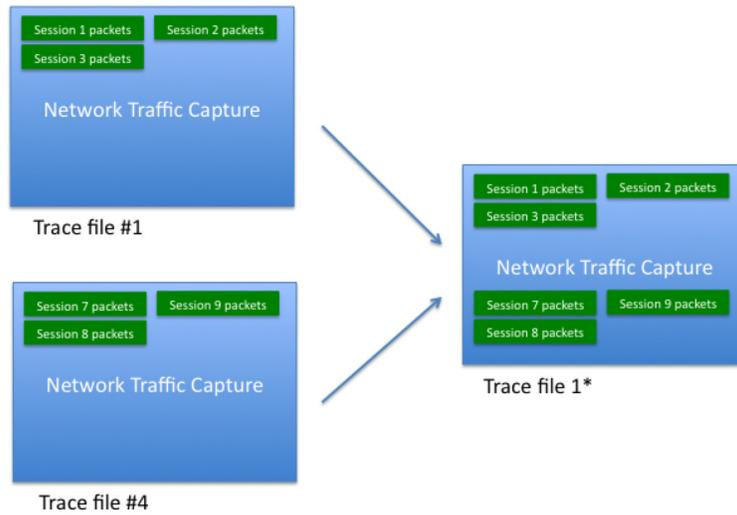 Session 1 packets
Session 2 packets
Session 3 packets
Network Traffic Capture
Trace file #1
Session 7 packets
Session 9 packets
Session 8 packets
Network Traffic Capture
Trace file #4
Session 1 packets
Session 2 packets
Session 3 packets
Network Traffic Capture
Session 7 packets
Session 9 packets
Session 8 packets
Trace file 1*